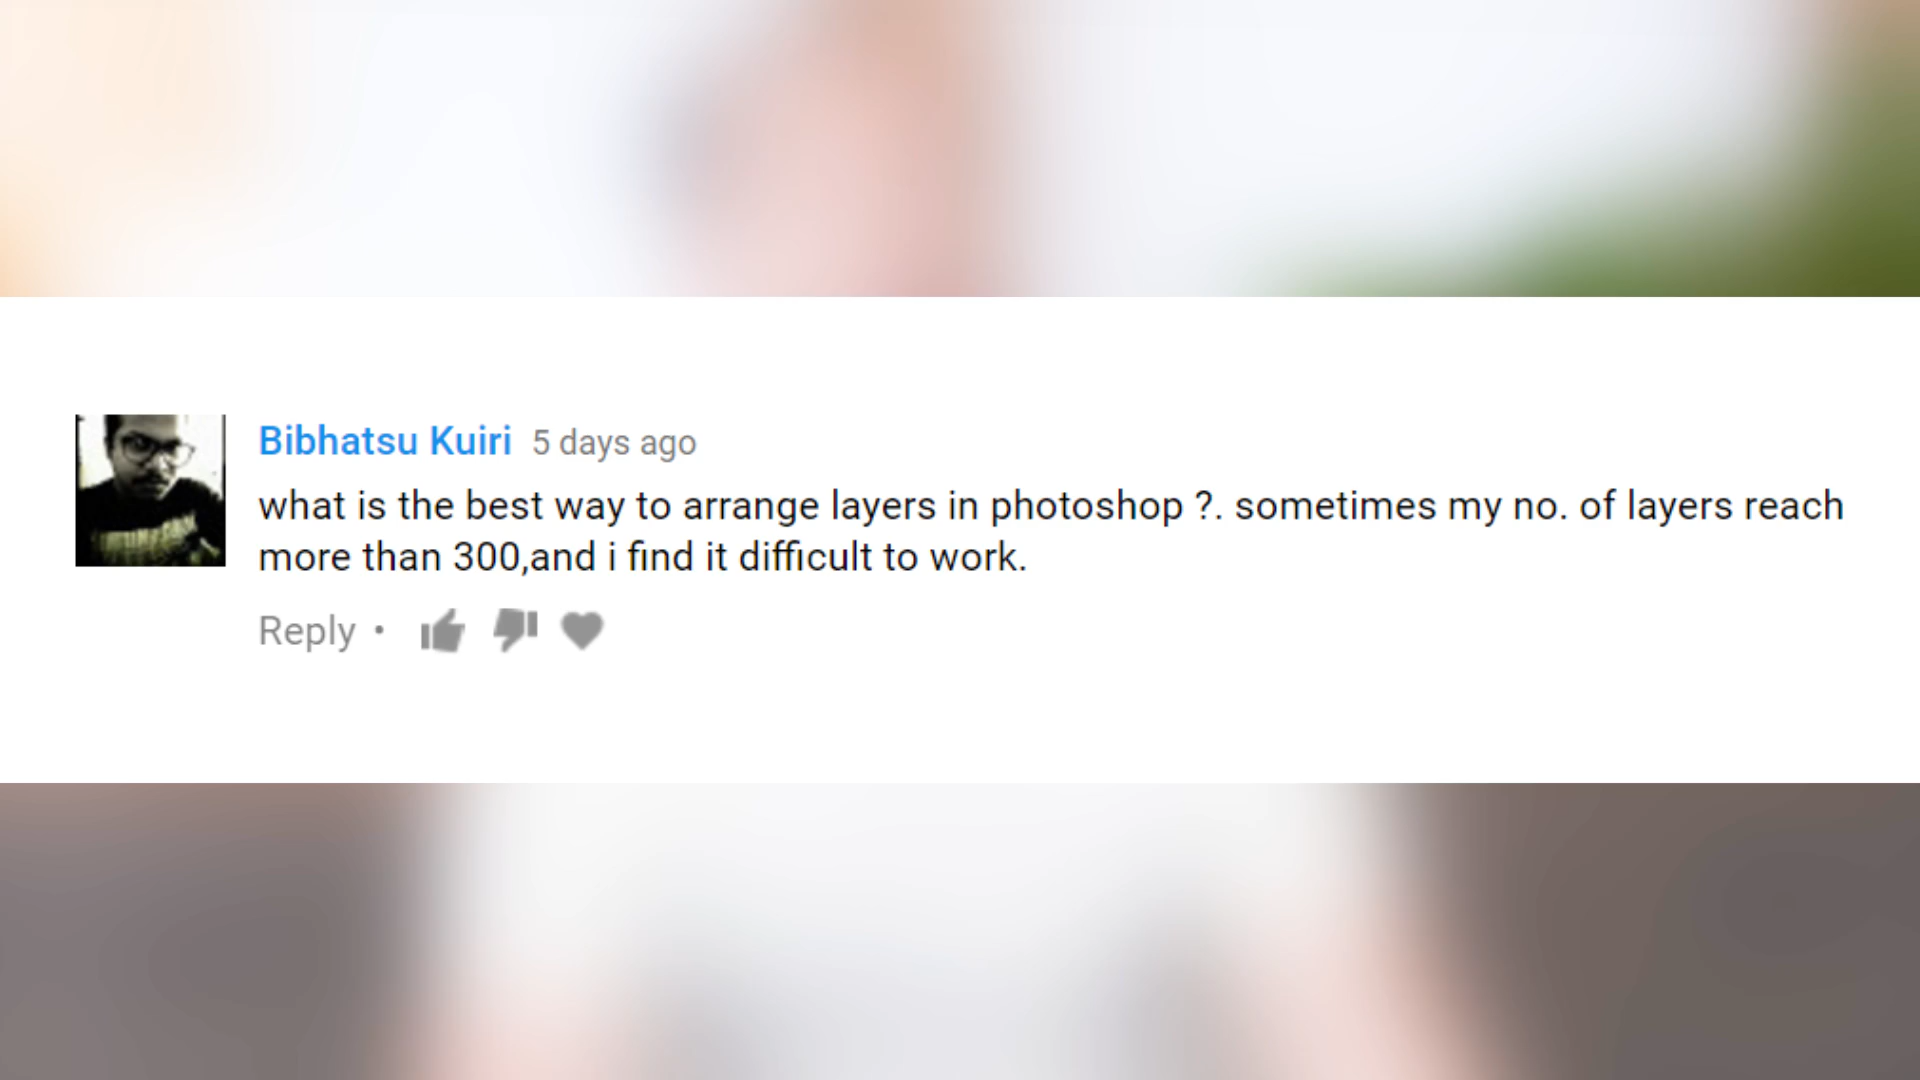 Bibhatsu Kuiri 5 days ago
what is the best way to arrange layers in photoshop ?. sometimes my no. of layers reach
more than 300,and i find it difficult to work.
Reply •